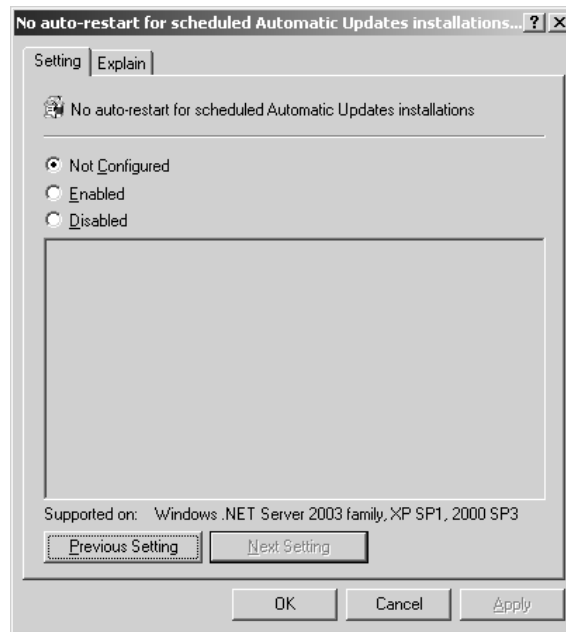 No auto-restart for scheduled Automatic Updates installations...
Setting
Explain
No auto-restart for scheduled Automatic Updates installations
Not Configured
Enabled
Disabled
Supported on: Windows .NET Server 2003 family, XP SP1, 2000 SP3
Previous Setting
Next Setting
OK
Cancel
Apply